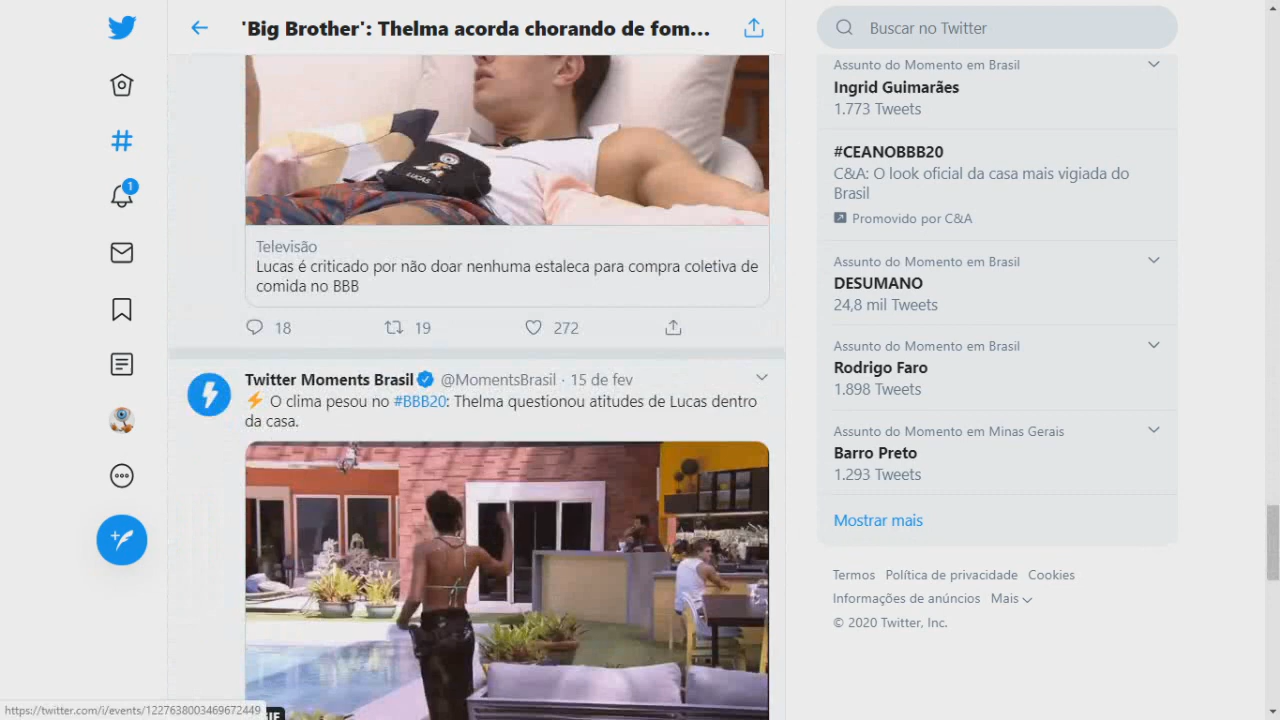 'Big Brother': Thelma acorda chorando de fom...
Buscar no Twitter
1
LUCAS
Televisão
Lucas é criticado por não doar nenhuma estaleca para compra coletiva de
comida no BBB
18
19
272
Twitter Moments Brasil @MomentsBrasil · 15 de fev
⚡ O clima pesou no #BBB20: Thelma questionou atitudes de Lucas dentro
da casa.
Assunto do Momento em Brasil
Ingrid Guimarães
1.773 Tweets
#CEANOBBB20
C&A: O look oficial da casa mais vigiada do
Brasil
Promovido por C&A
Assunto do Momento em Brasil
DESUMANO
24,8 mil Tweets
Assunto do Momento em Brasil
Rodrigo Faro
1.898 Tweets
Assunto do Momento em Minas Gerais
Barro Preto
1.293 Tweets
Mostrar mais
Termos Política de privacidade Cookies
Informações de anúncios Mais
© 2020 Twitter, Inc.
https://twitter.com/i/events/1227638003469672449